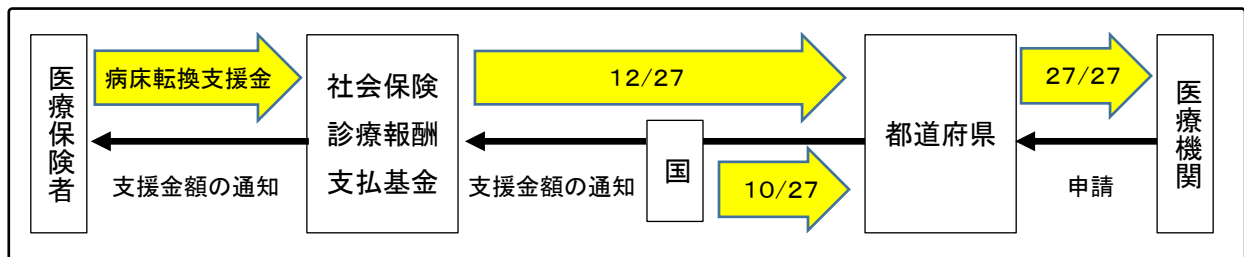 医療保険者
病床転換支援金
支援金額の通知
社会保険
診療報酬
支払基金
12/27
支援金額の通知
国
10/27
都道府県
27/27
申請
医療機関